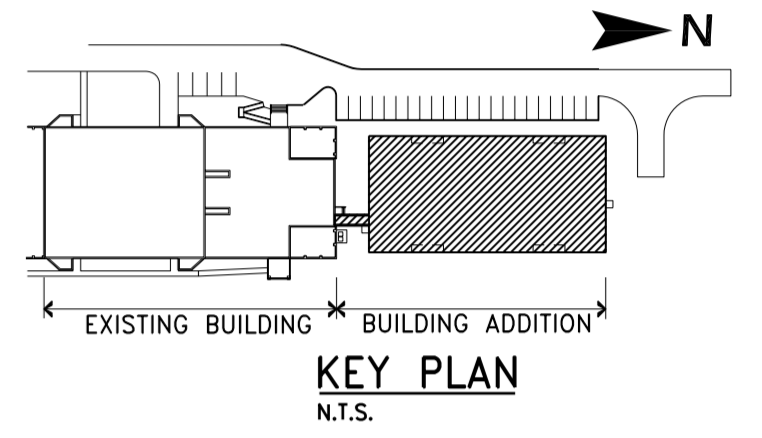 N
EXISTING BUILDING
BUILDING ADDITION
KEY PLAN
N.T.S.